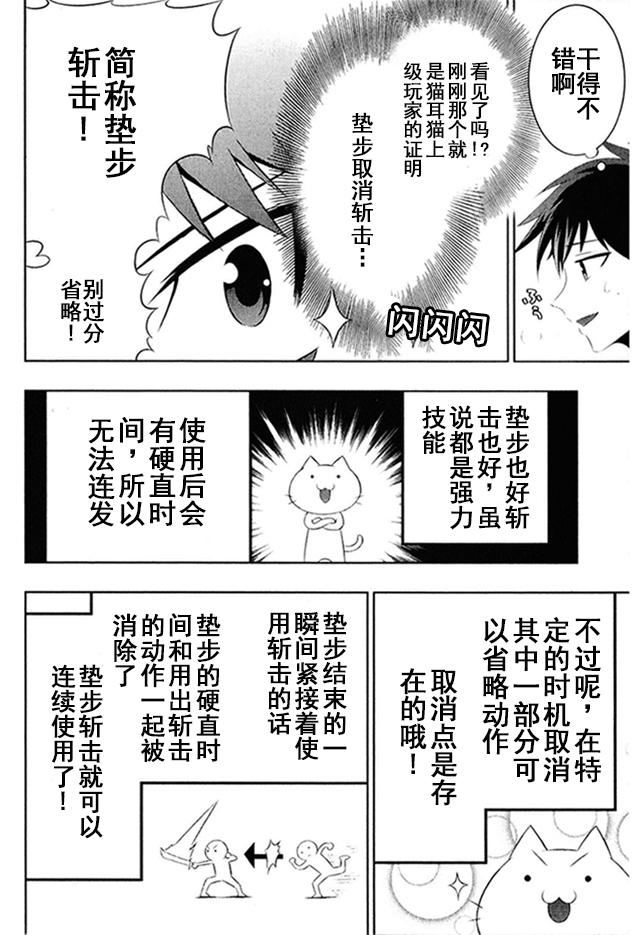 干得不
错啊
ふぅ
看见了吗!?
刚刚那个就
是猫耳猫上
级玩家的证明
垫步取消斩击…
闪闪闪
简称垫步
斩击！
别过分
省略！
垫步也好斩
击也好，虽
说都是强力
技能
使用后会
有硬直时
间，所以
无法连发
不过呢，在特
定的时机取消
其中一部分可
以省略动作
取消点是存
在的哦！
垫步结束的一
瞬间紧接着使
用斩击的话
垫步的硬直时
间和用出斩击
的动作一起被
消除了
垫步斩击就可以
连续使用了！